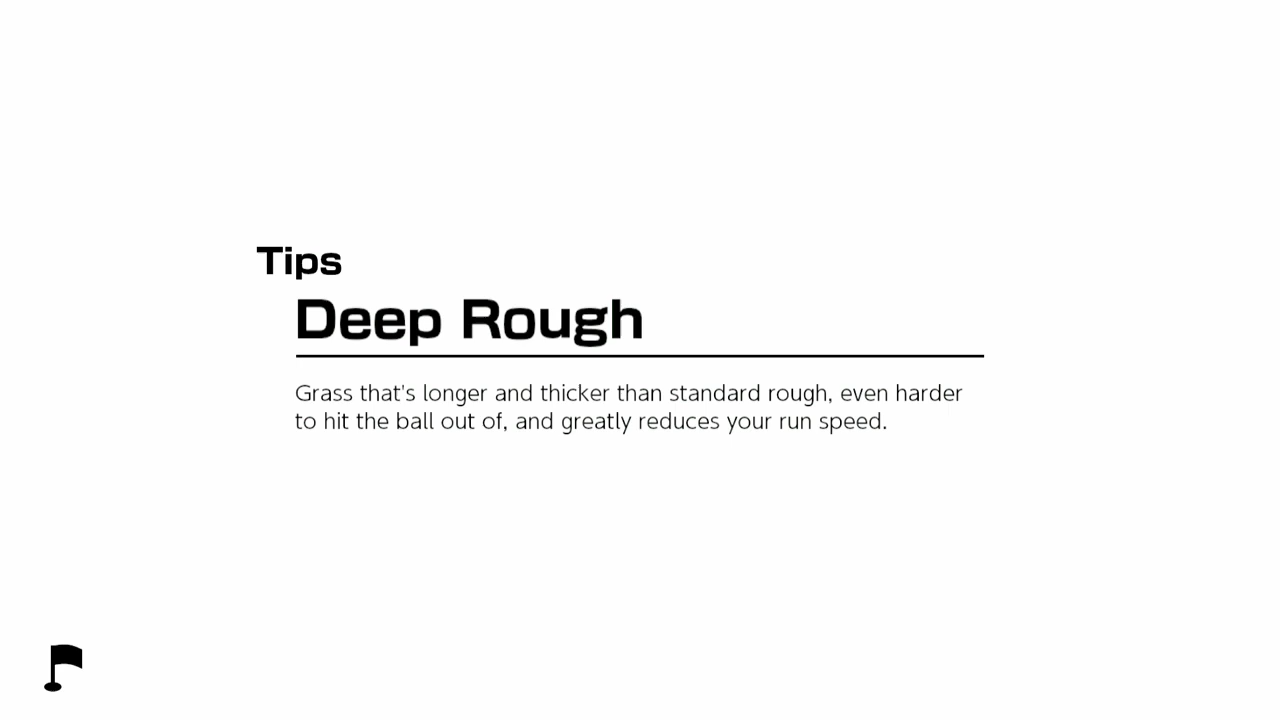 Tips
Deep Rough
Grass that's longer and thicker than standard rough, even harder
to hit the ball out of, and greatly reduces your run speed.